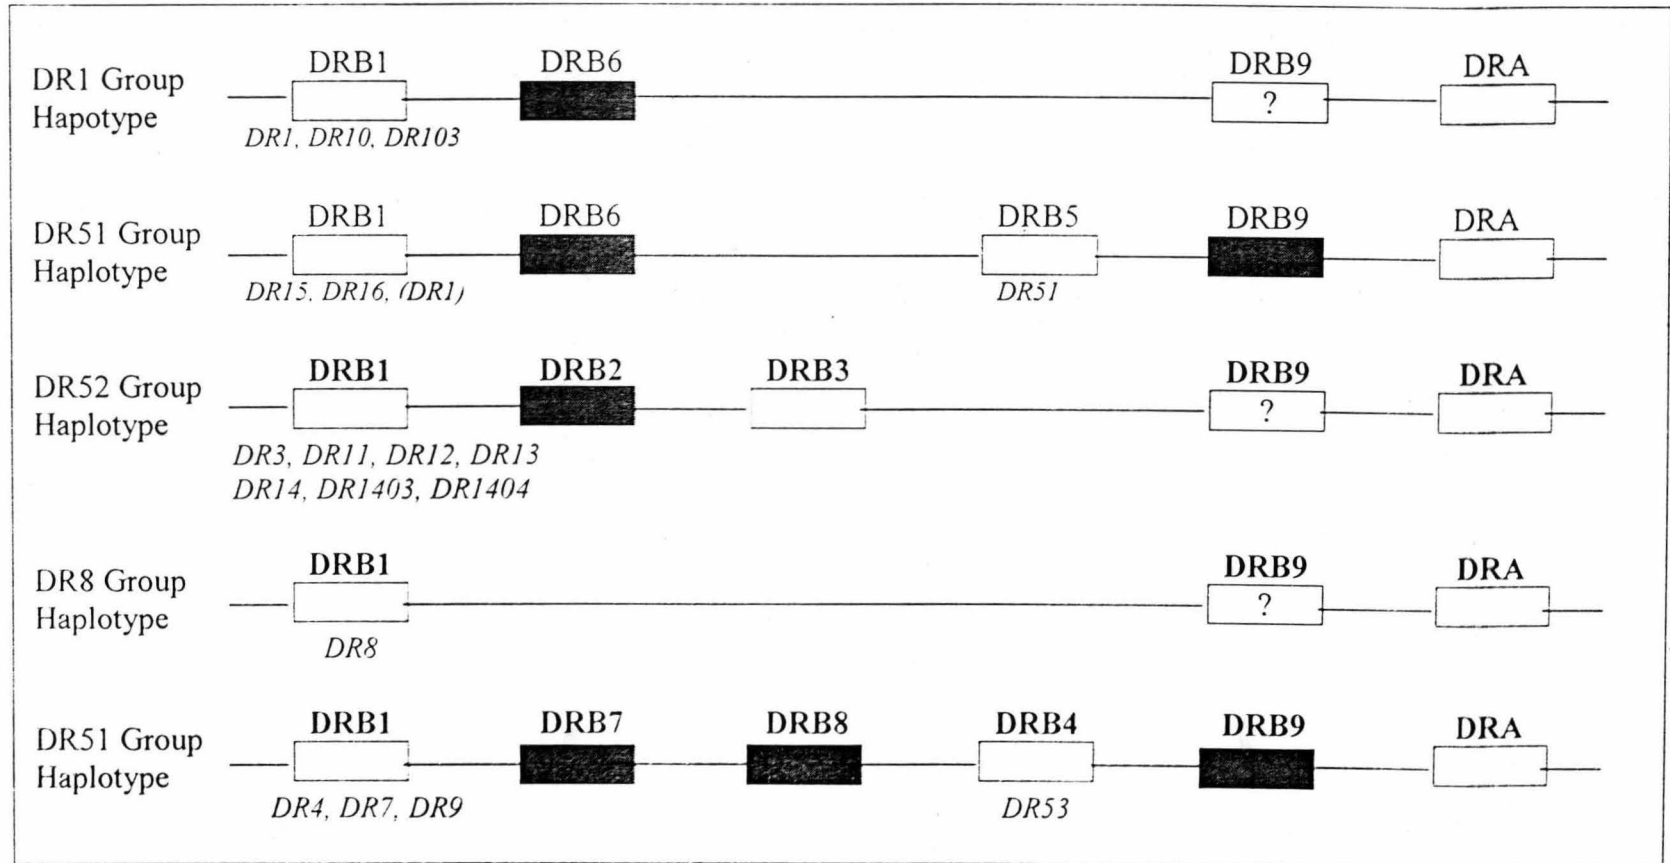 DR1 Group
Hapotype
DRB1 DRB6 DRB9 DRA
?
DR1, DR10, DR103
DR51 Group
Haplotype
DRB1 DRB6 DRB5 DRB9 DRA
DR15, DR16, (DR1) DR51
DR52 Group
Haplotype
DRB1 DRB2 DRB3 DRB9 DRA
?
DR3, DR11, DR12, DR13
DR14, DR1403, DR1404
DR8 Group
Haplotype
DRB1 DRB9 DRA
?
DR8
DR51 Group
Haplotype
DRB1 DRB7 DRB8 DRB4 DRB9 DRA
DR4, DR7, DR9 DR53